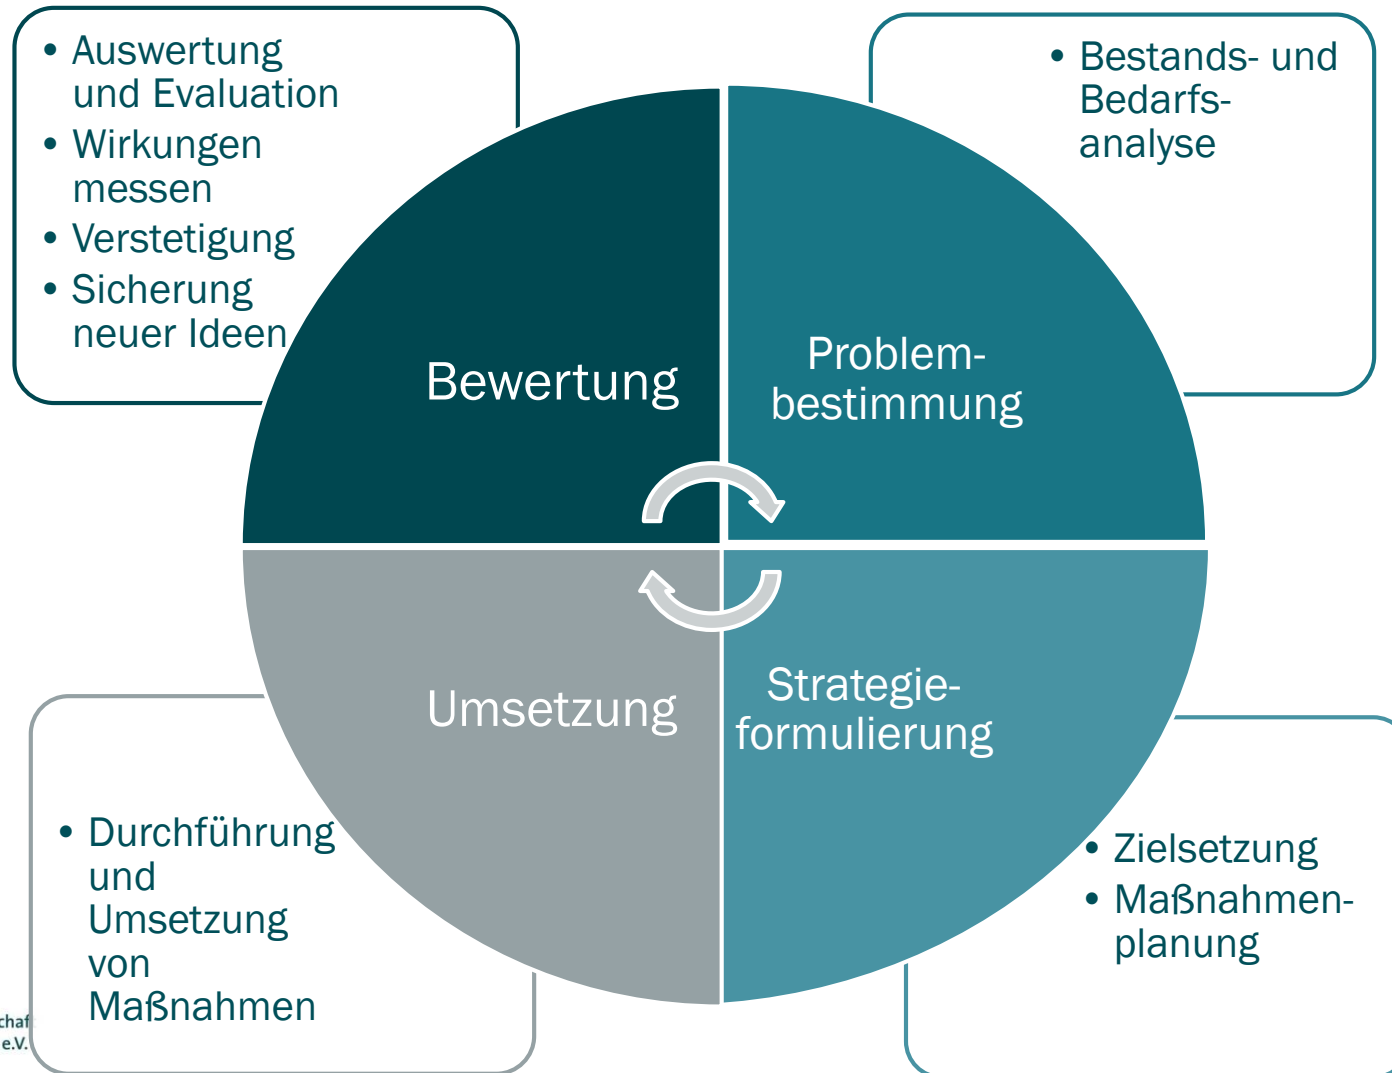 • Auswertung
und Evaluation
• Wirkungen
messen
• Verstetigung
• Sicherung
neuer Ideen
• Bestands- und
Bedarfs-
analyse
Bewertung
Problem-
bestimmung
Umsetzung
Strategie-
formulierung
• Durchführung
und
Umsetzung
von
Maßnahmen
• Zielsetzung
• Maßnahmen-
planung
e.V.